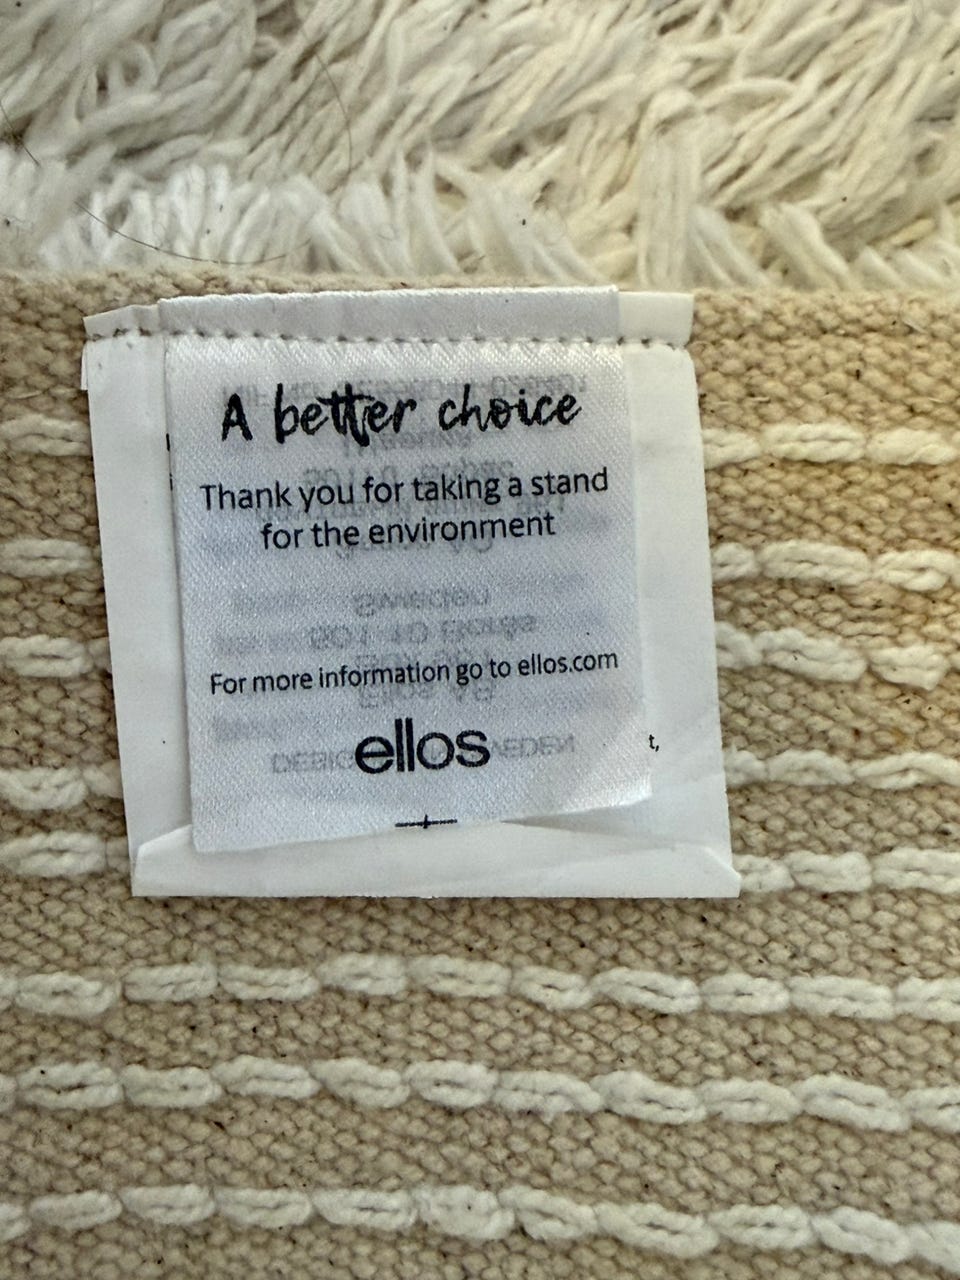 A better choice
Thank you for taking a stand
for the environment
For more information go to ellos.com
ellos
t,